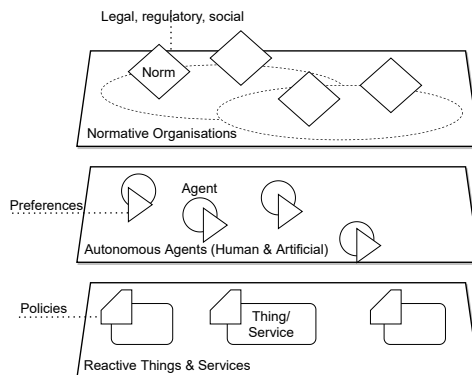 Legal, regulatory, social
Norm
Normative Organisations
Agent
Preferences
Autonomous Agents (Human & Artificial)
Policies
Thing/
Service
Reactive Things & Services